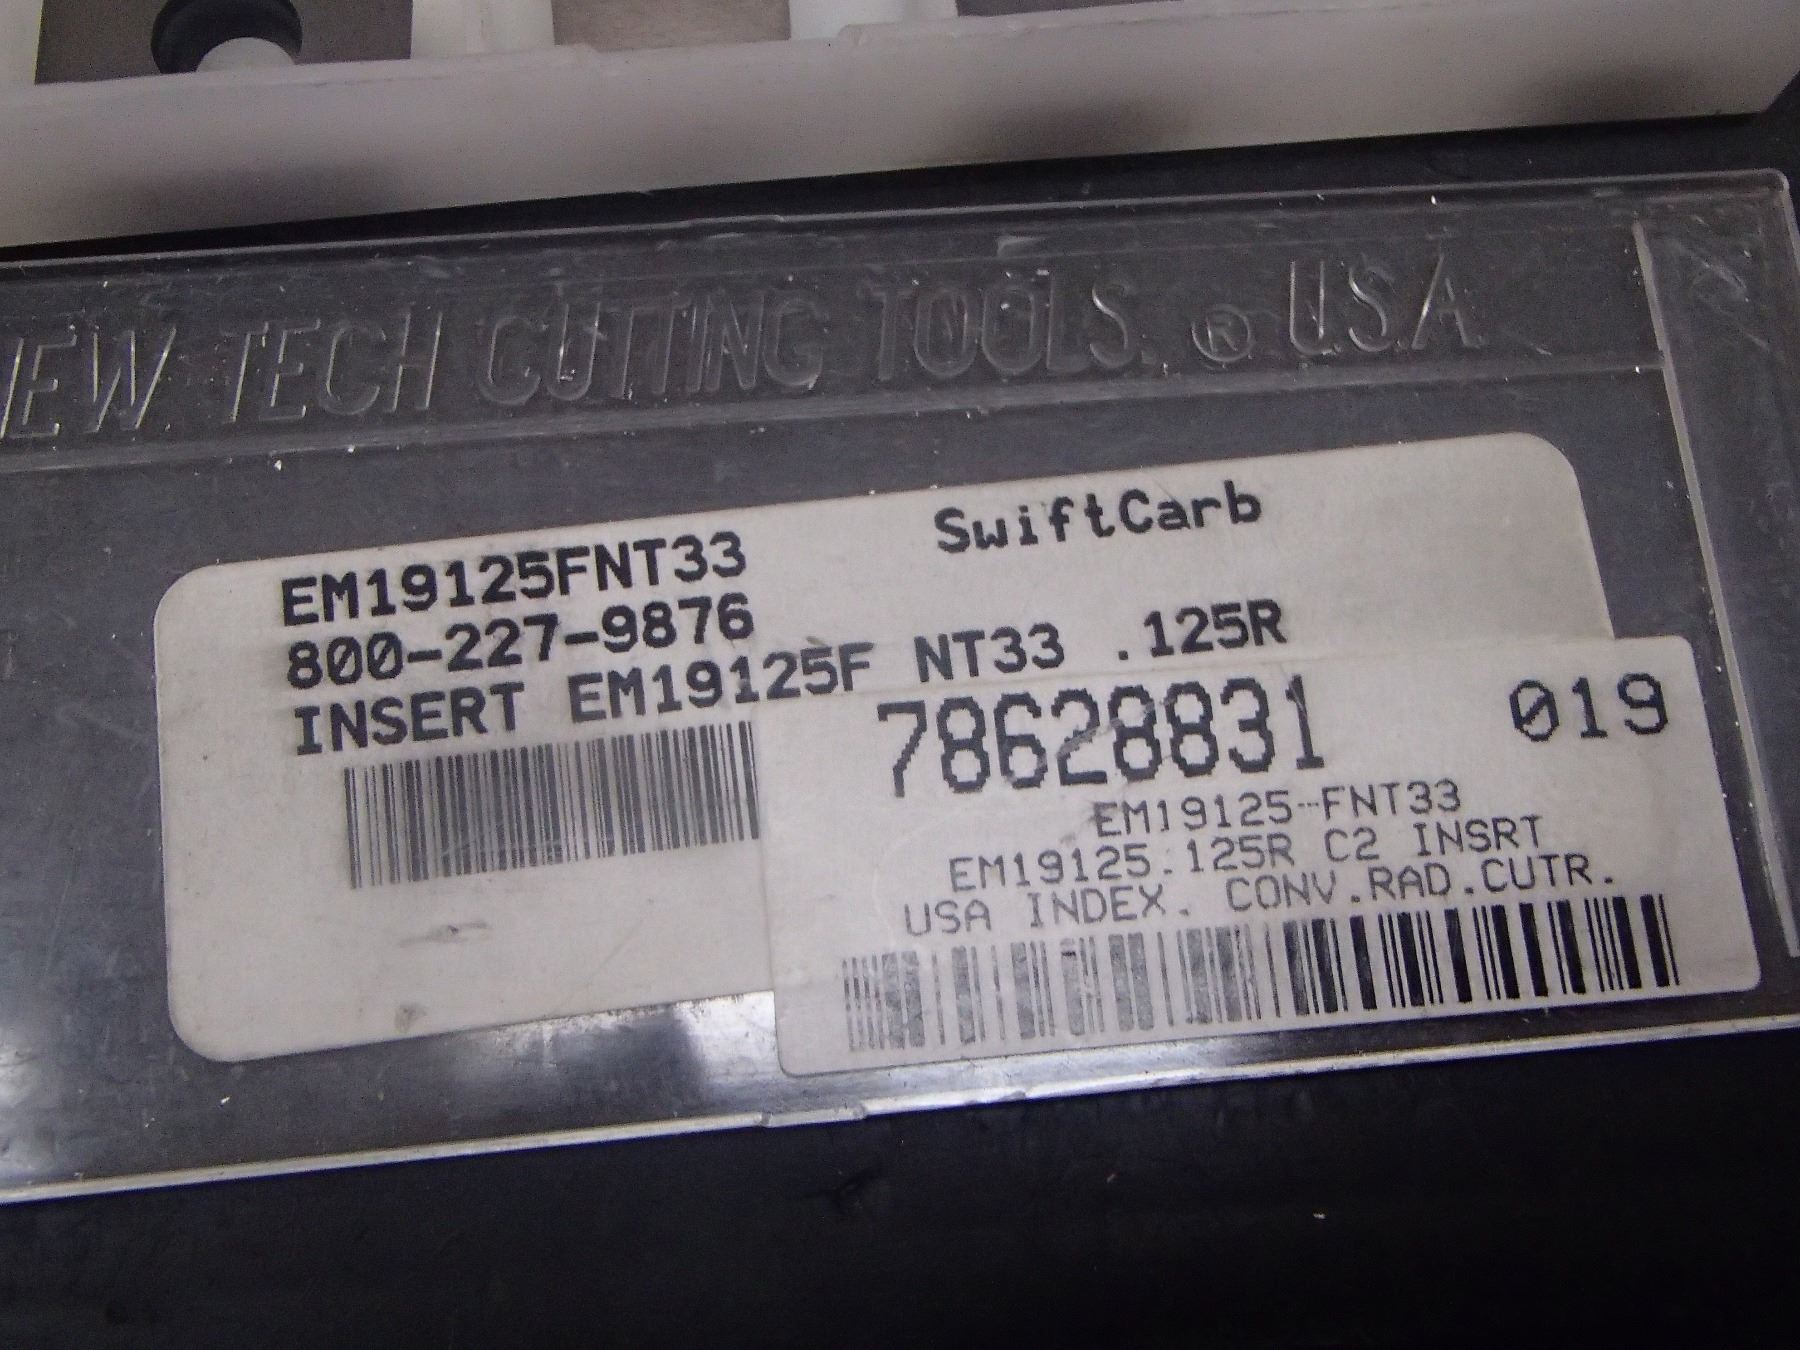 EW TECH CUTTING TOOLS. ® U.S.A
SwiftCarb
EM19125FNT33
800-227-9876
INSERT EM19125F NT33 .125R
78628831 019
EM19125-FNT33
EM19125.125R C2 INSRT
USA INDEX. CONV.RAD.CUTR.